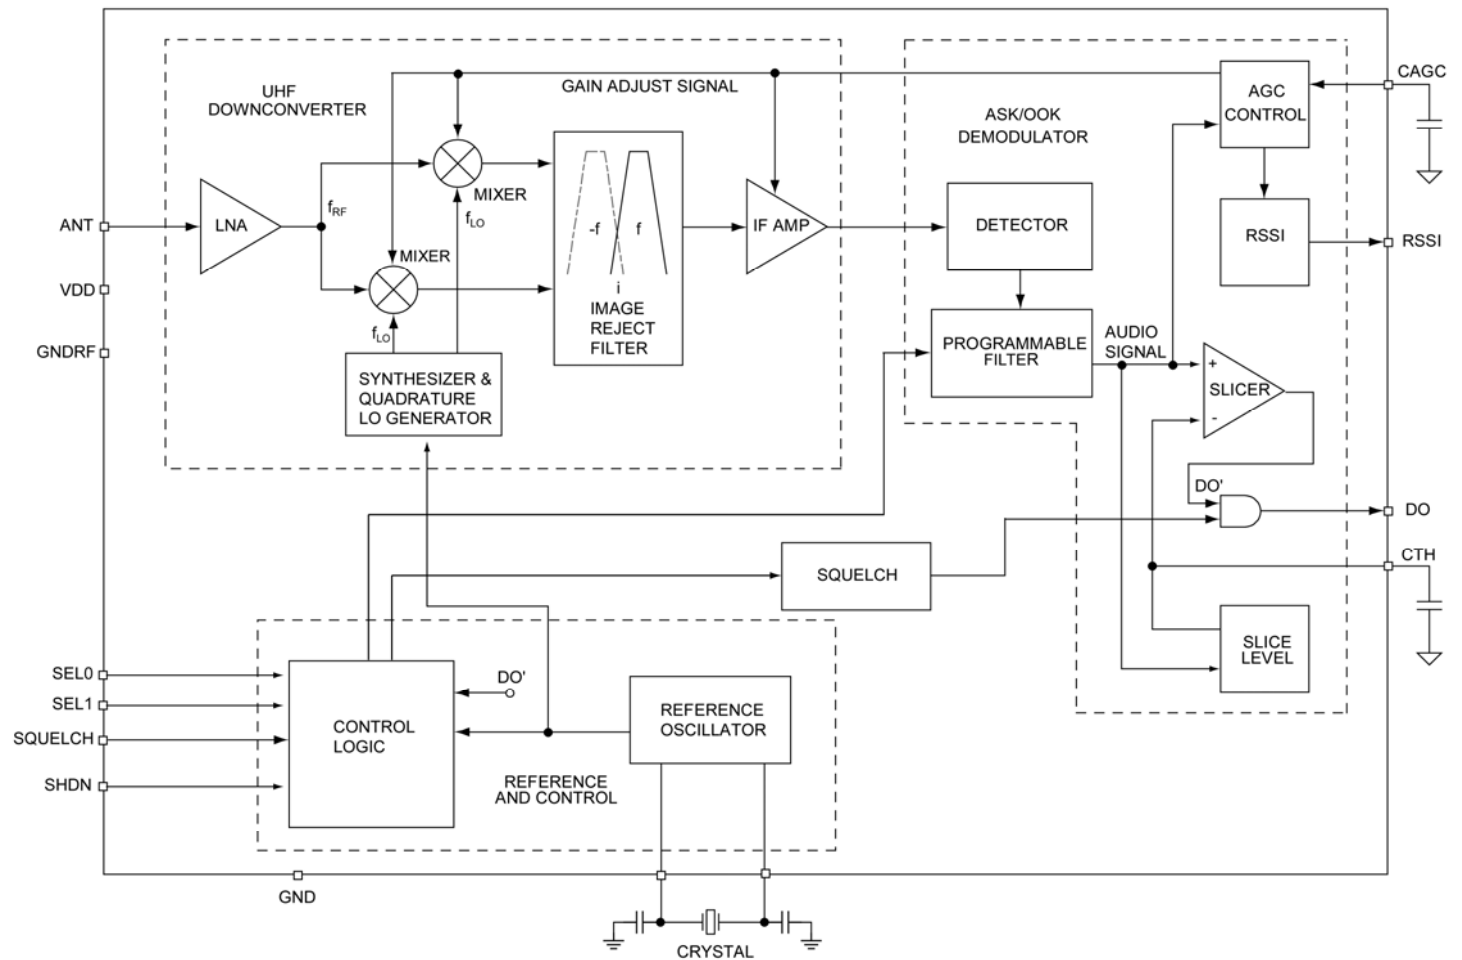 CAGC
UHF
DOWNCONVERTER
GAIN ADJUST SIGNAL
AGC
CONTROL
ASK/OOK
DEMODULATOR
MIXER
fRF
fLO
ANT
LNA
-f
f
IF AMP
DETECTOR
RSSI
RSSI
MIXER
VDD
i
IMAGE
REJECT
FILTER
fLO
GNDRF
PROGRAMMABLE
FILTER
AUDIO
SIGNAL
+
SLICER
-
SYNTHESIZER &
QUADRATURE
LO GENERATOR
DO'
DO
CTH
SQUELCH
SLICE
LEVEL
SEL0
SEL1
SQUELCH
SHDN
DO'
CONTROL
LOGIC
REFERENCE
OSCILLATOR
REFERENCE
AND CONTROL
GND
CRYSTAL